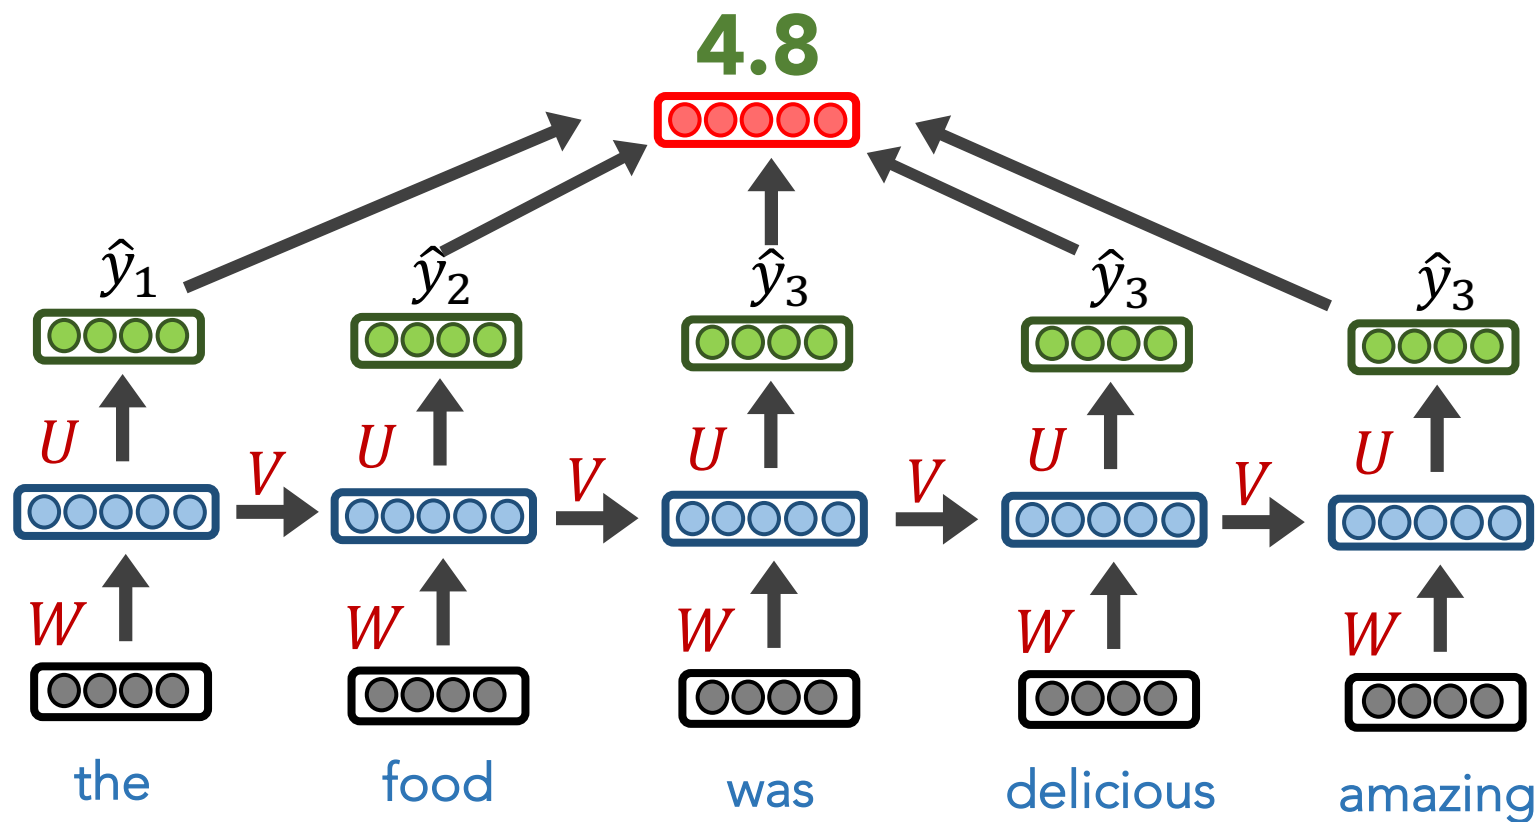 4.8
ŷ₁ ŷ₂ ŷ₃ ŷ₃ ŷ₃
U U U U U
V V V V
W W W W W
the food was delicious amazing